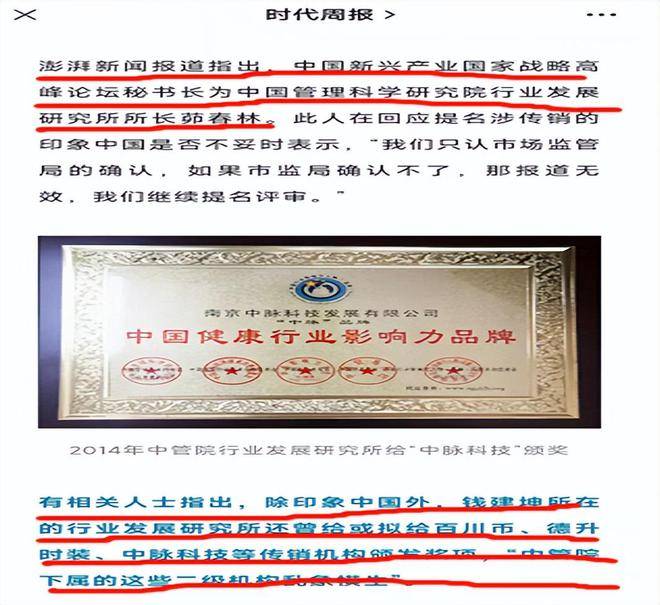 时代周报 >
澎湃新闻报道指出，中国新兴产业国家战略高
峰论坛秘书长为中国管理科学研究院行业发展
研究所所长茹春林。此人在回应提名涉传销的
印象中国是否不妥时表示，“我们只认市场监管
局的确认，如果市监局确认不了，那报道无
效，我们继续提名评审。”
南京中脉科技发展有限公司
“中脉”品牌
中国健康行业影响力品牌
2014年中管院行业发展研究所给“中脉科技”颁奖
有相关人士指出，除印象中国外，钱建坤所在
的行业发展研究所还曾给或拟给百川币、德升
时装、中脉科技等传销机构颁发奖项，“中管院
下属的这些二级机构乱象横生”。